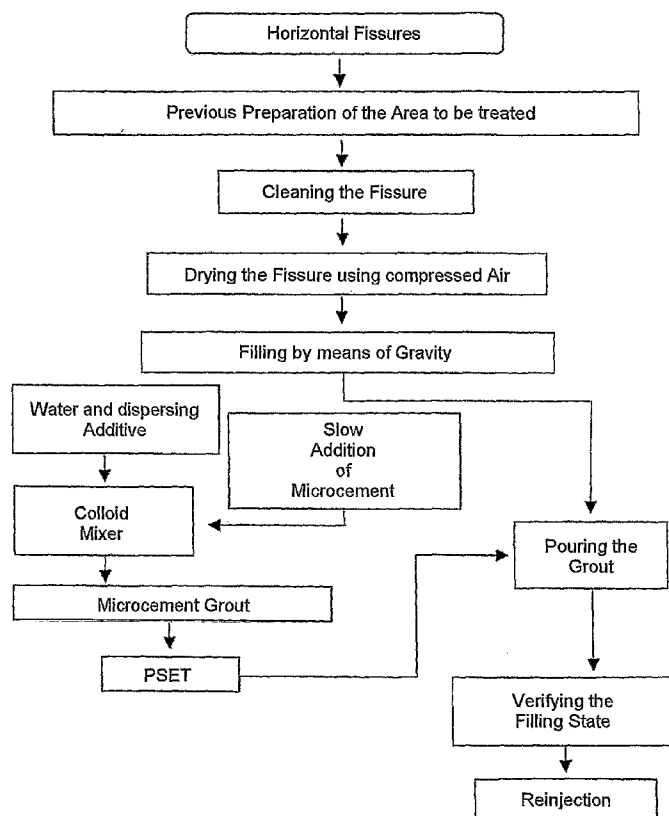 Horizontal Fissures
Previous Preparation of the Area to be treated
Cleaning the Fissure
Drying the Fissure using compressed Air
Filling by means of Gravity
Water and dispersing
Additive
Slow
Addition
of
Microcement
Colloid
Mixer
Pouring the
Grout
Microcement Grout
PSET
Verifying the
Filling State
Reinjection